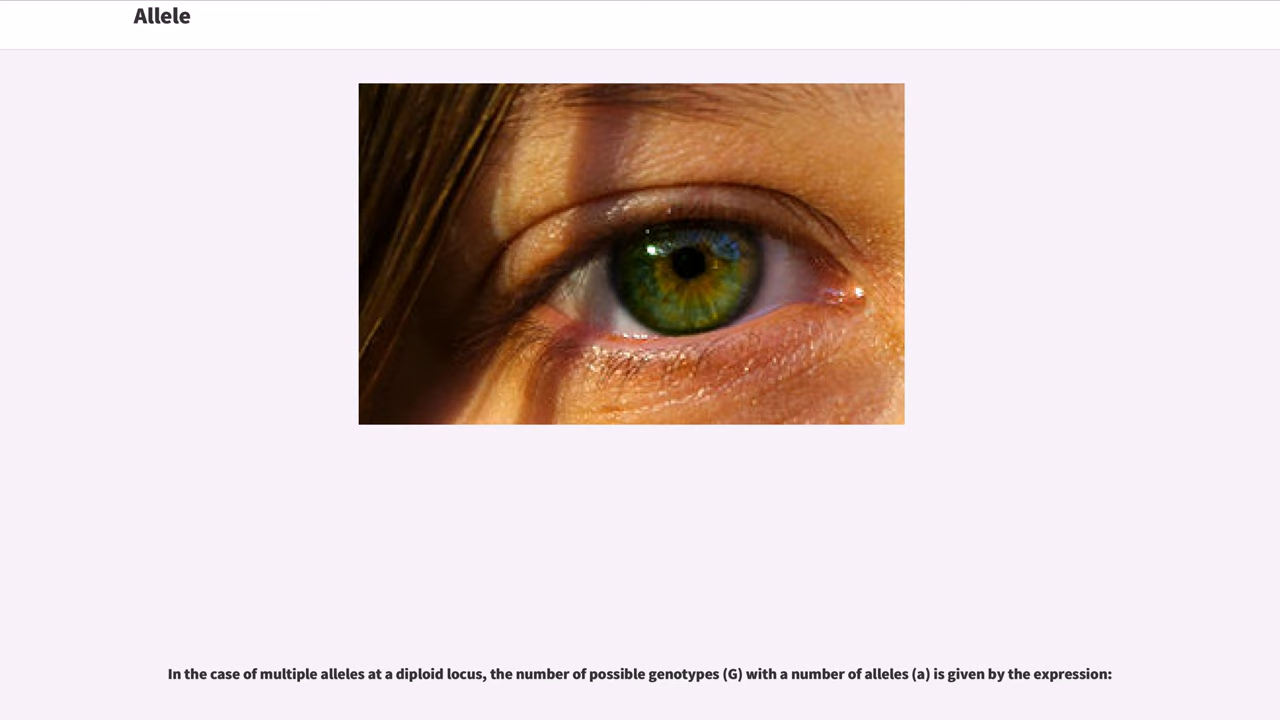 Allele
In the case of multiple alleles at a diploid locus, the number of possible genotypes (G) with a number of alleles (a) is given by the expression: